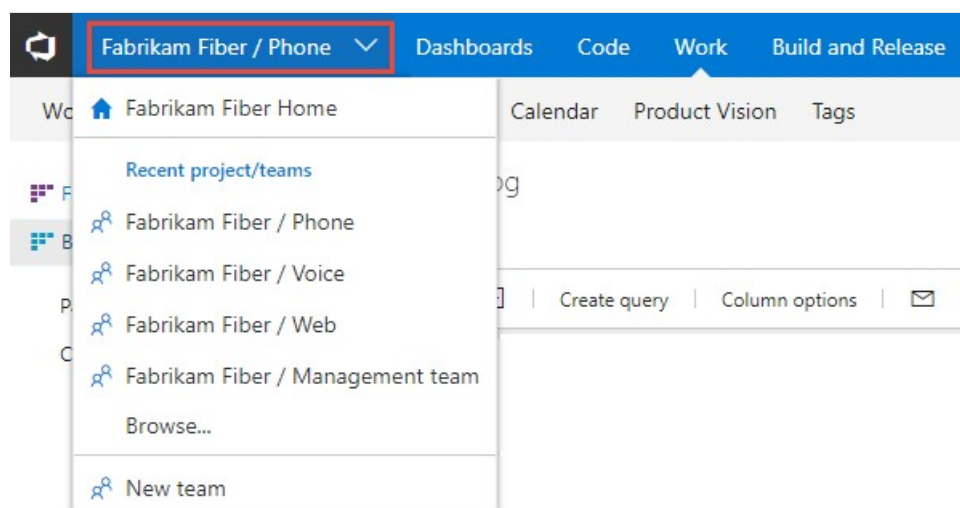 Fabrikam Fiber / Phone Dashboards Code Work Build and Release
Fabrikam Fiber Home Calendar Product Vision Tags
Recent project/teams
Fabrikam Fiber / Phone
Fabrikam Fiber / Voice
Create query Column options
Fabrikam Fiber / Web
Fabrikam Fiber / Management team
Browse...
New team